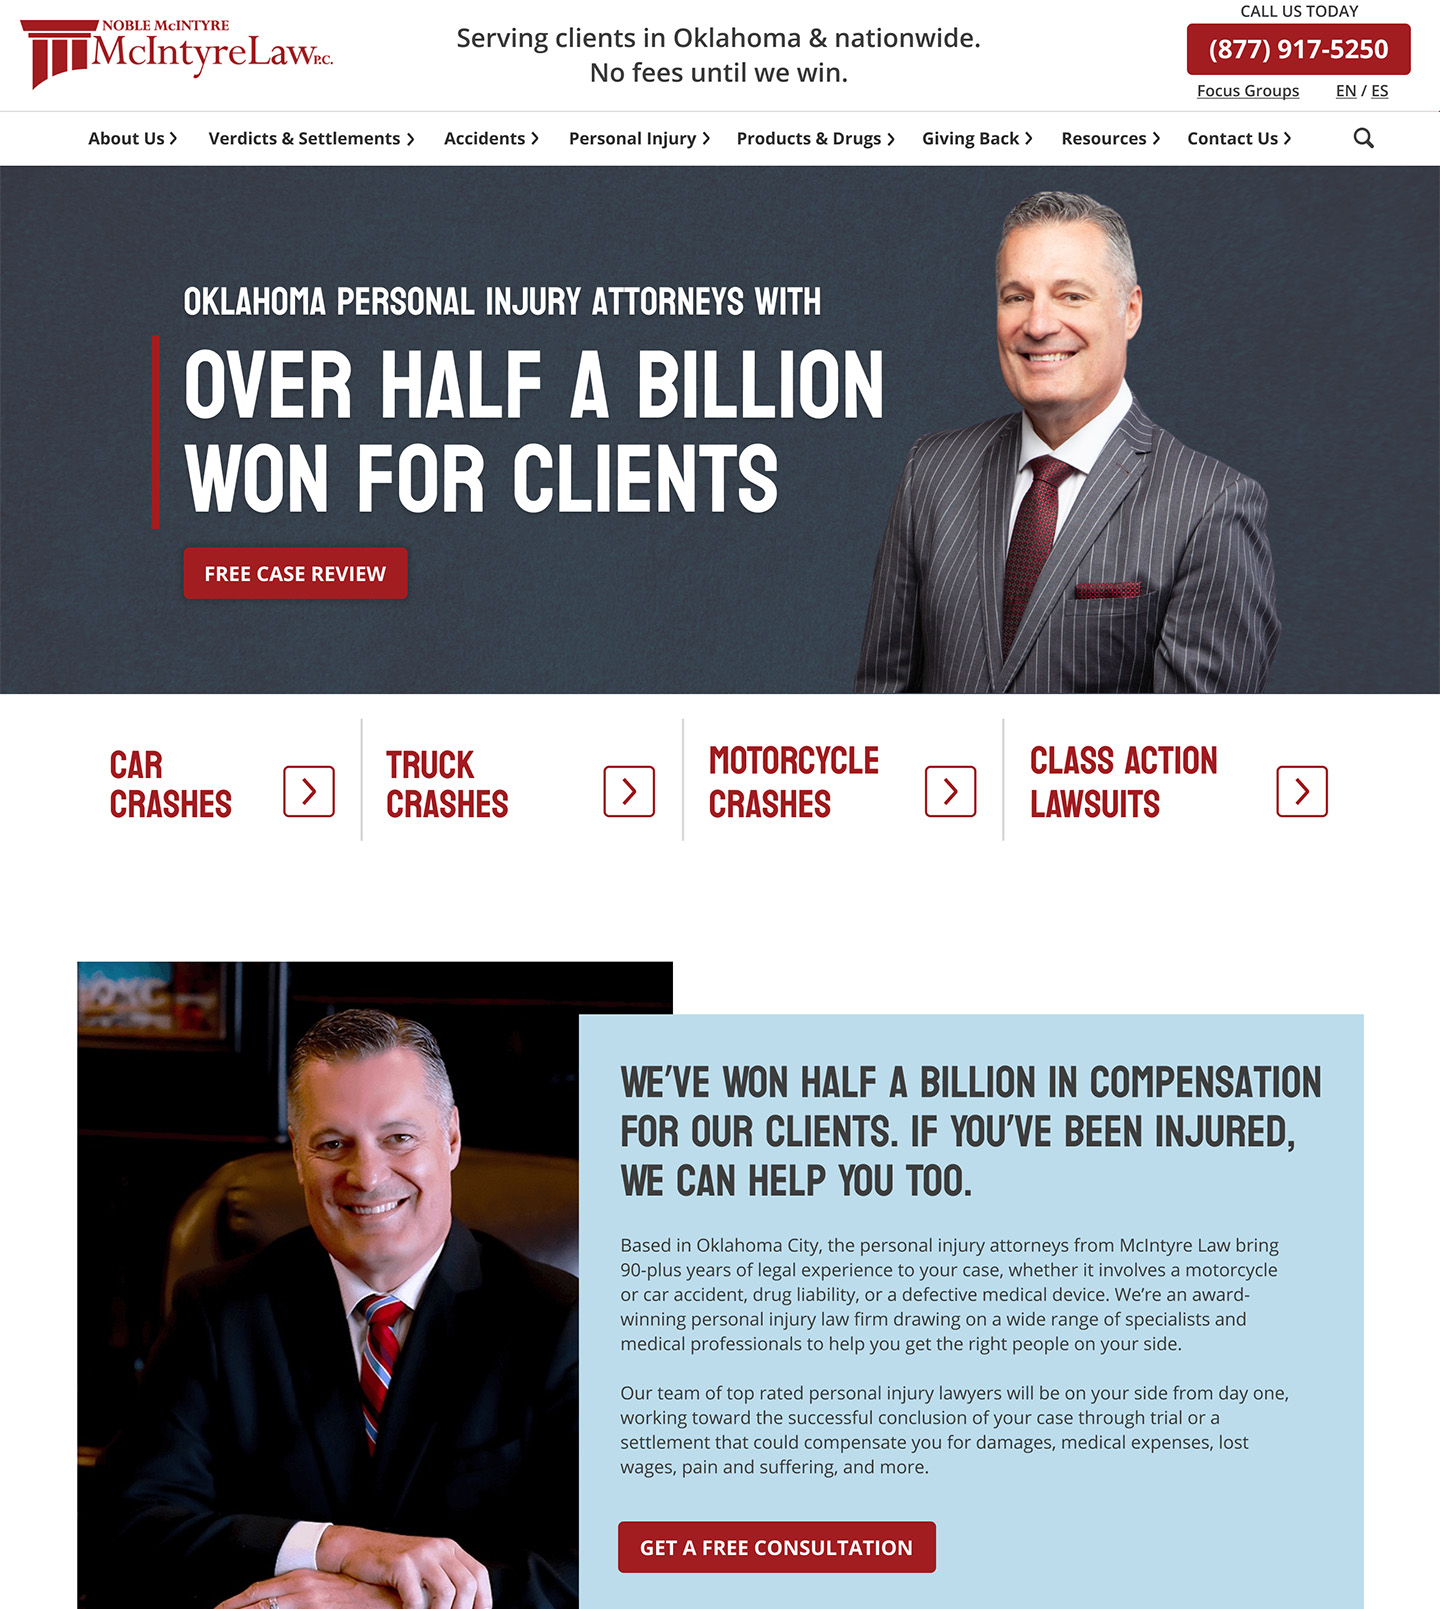 NOBLE McINTYRE
McIntyreLaw P.C.
Serving clients in Oklahoma & nationwide.
No fees until we win.
CALL US TODAY
(877) 917-5250
Focus Groups
EN / ES
About Us
Verdicts & Settlements
Accidents
Personal Injury
Products & Drugs
Giving Back
Resources
Contact Us
OKLAHOMA PERSONAL INJURY ATTORNEYS WITH
OVER HALF A BILLION
WON FOR CLIENTS
FREE CASE REVIEW
CAR
CRASHES
TRUCK
CRASHES
MOTORCYCLE
CRASHES
CLASS ACTION
LAWSUITS
OKC
WE'VE WON HALF A BILLION IN COMPENSATION
FOR OUR CLIENTS. IF YOU'VE BEEN INJURED,
WE CAN HELP YOU TOO.
Based in Oklahoma City, the personal injury attorneys from McIntyre Law bring
90-plus years of legal experience to your case, whether it involves a motorcycle
or car accident, drug liability, or a defective medical device. We're an award-
winning personal injury law firm drawing on a wide range of specialists and
medical professionals to help you get the right people on your side.
Our team of top rated personal injury lawyers will be on your side from day one,
working toward the successful conclusion of your case through trial or a
settlement that could compensate you for damages, medical expenses, lost
wages, pain and suffering, and more.
GET A FREE CONSULTATION